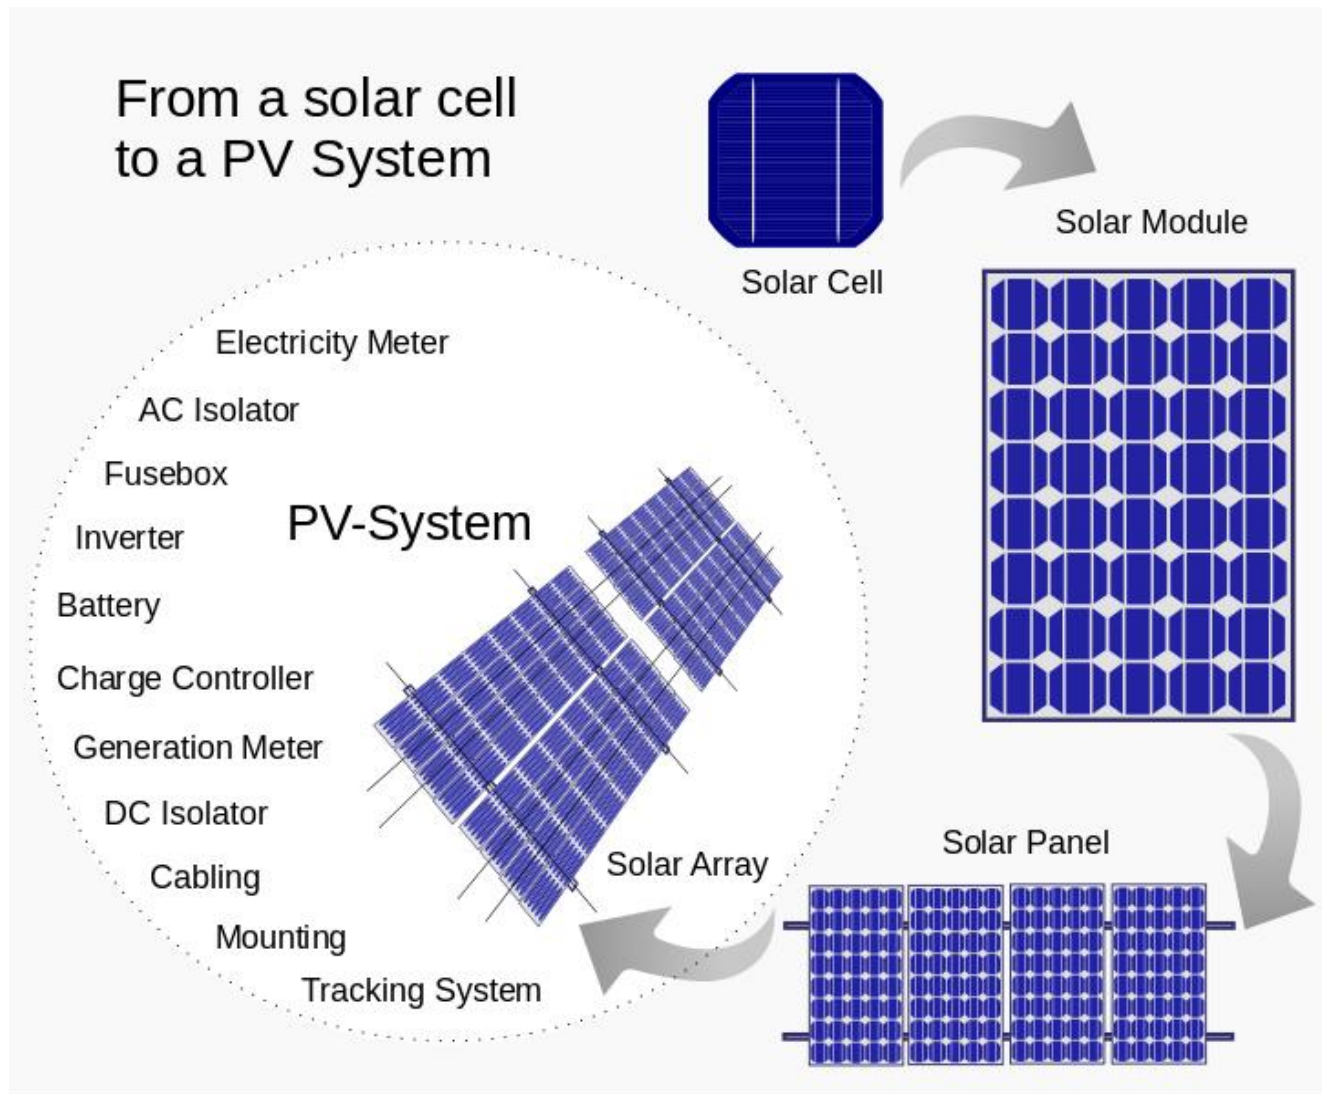 From a solar cell
to a PV System
Solar Cell
Solar Module
Solar Panel
Solar Array
PV-System
Electricity Meter
AC Isolator
Fusebox
Inverter
Battery
Charge Controller
Generation Meter
DC Isolator
Cabling
Mounting
Tracking System